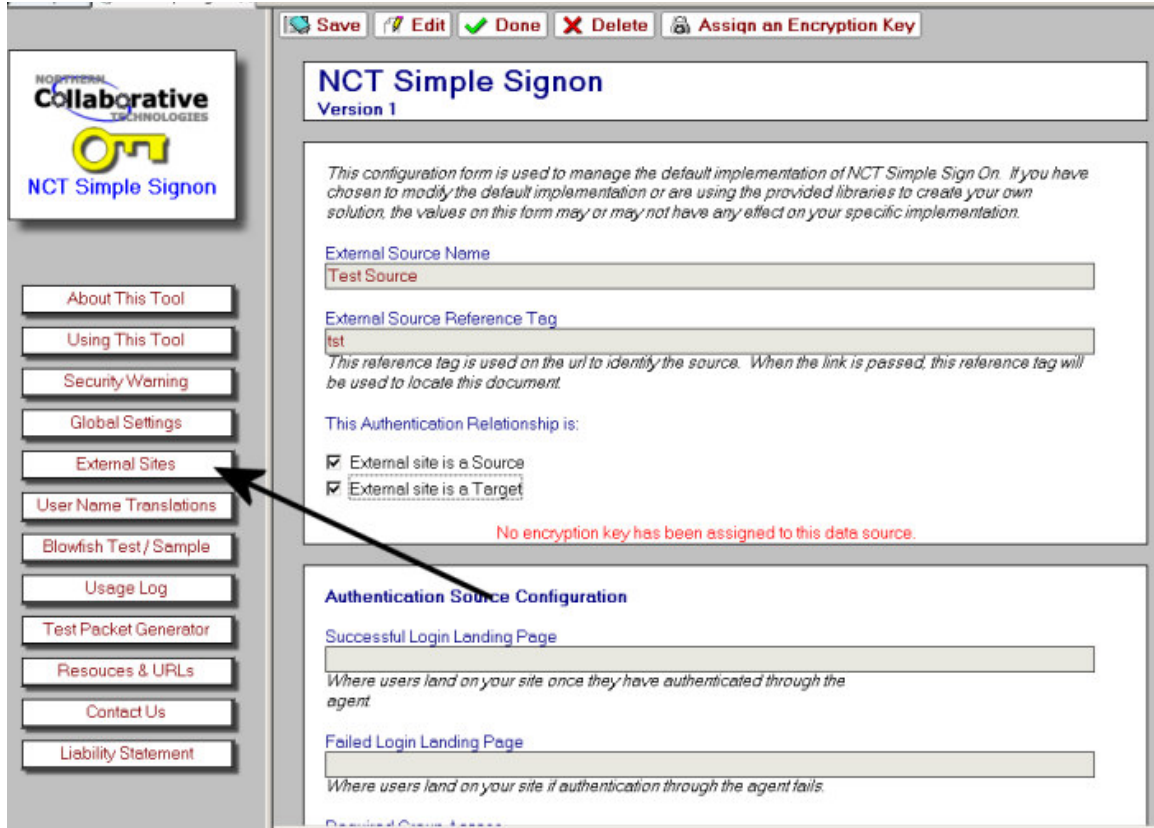 Save
Edit
Done
Delete
Assign an Encryption Key
NORTHERN
Collaborative
TECHNOLOGIES
NCT Simple Signon
About This Tool
Using This Tool
Security Warning
Global Settings
External Sites
User Name Translations
Blowfish Test / Sample
Usage Log
Test Packet Generator
Resouces & URLs
Contact Us
Liability Statement
NCT Simple Signon
Version 1
This configuration form is used to manage the default implementation of NCT Simple Sign On. If you have
chosen to modify the default implementation or are using the provided libraries to create your own
solution, the values on this form may or may not have any effect on your specific implementation.
External Source Name
Test Source
External Source Reference Tag
tst
This reference tag is used on the url to identify the source. When the link is passed, this reference tag will
be used to locate this document.
This Authentication Relationship is:
External site is a Source
External site is a Target
No encryption key has been assigned to this data source.
Authentication Source Configuration
Successful Login Landing Page
Where users land on your site once they have authenticated through the
agent.
Failed Login Landing Page
Where users land on your site if authentication through the agent fails.